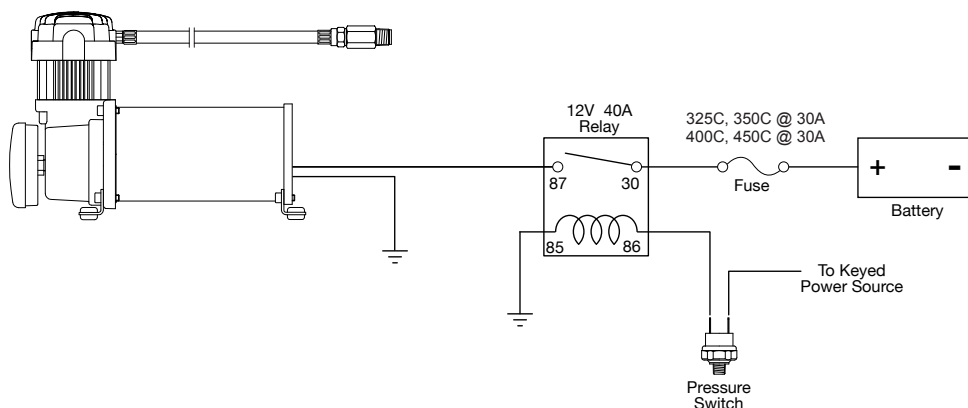 12V 40A
Relay
325C, 350C @ 30A
400C, 450C @ 30A
87
30
Fuse
+
-
Battery
85
86
To Keyed
Power Source
Pressure
Switch